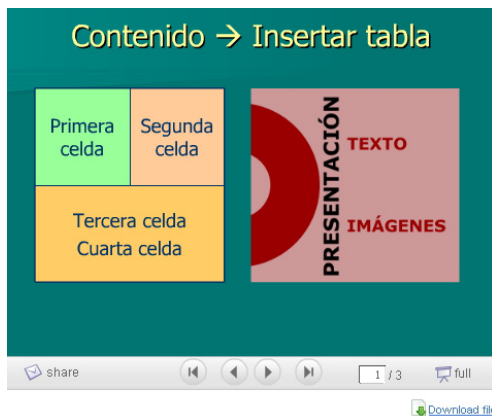 Contenido → Insertar tabla
Primera
celda
Segunda
celda
Tercera celda
Cuarta celda
PRESENTACIÓN
TEXTO
IMÁGENES
share
1 / 3
full
Download file